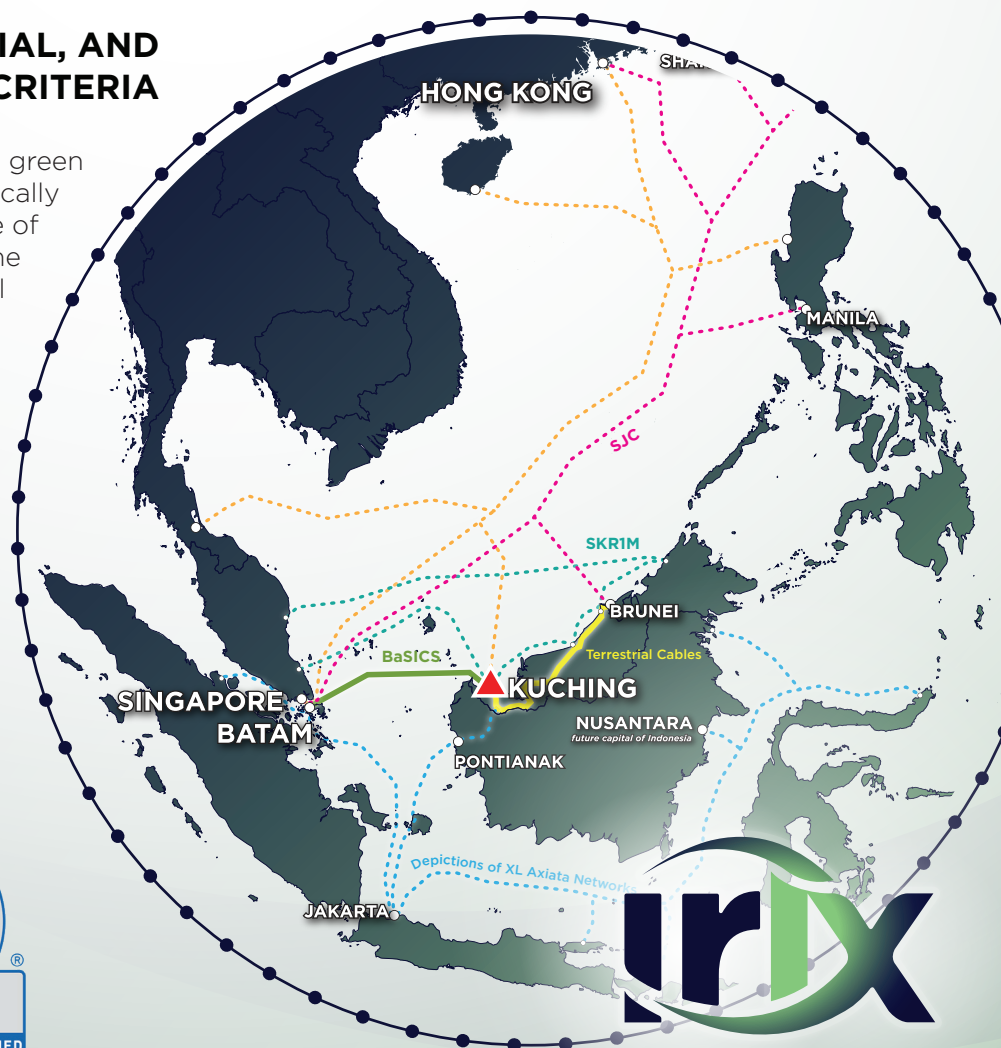 IAL, AND
CRITERIA
green
cally
e of
ne
l
HONG KONG
MANILA
SJC
SKR1M
BRUNEI
Terrestrial Cables
BaSICS
KUCHING
SINGAPORE
BATAM
NUSANTARA
future capital of Indonesia
PONTIANAK
Depictions of XL Axiata Networks
JAKARTA
irix
®